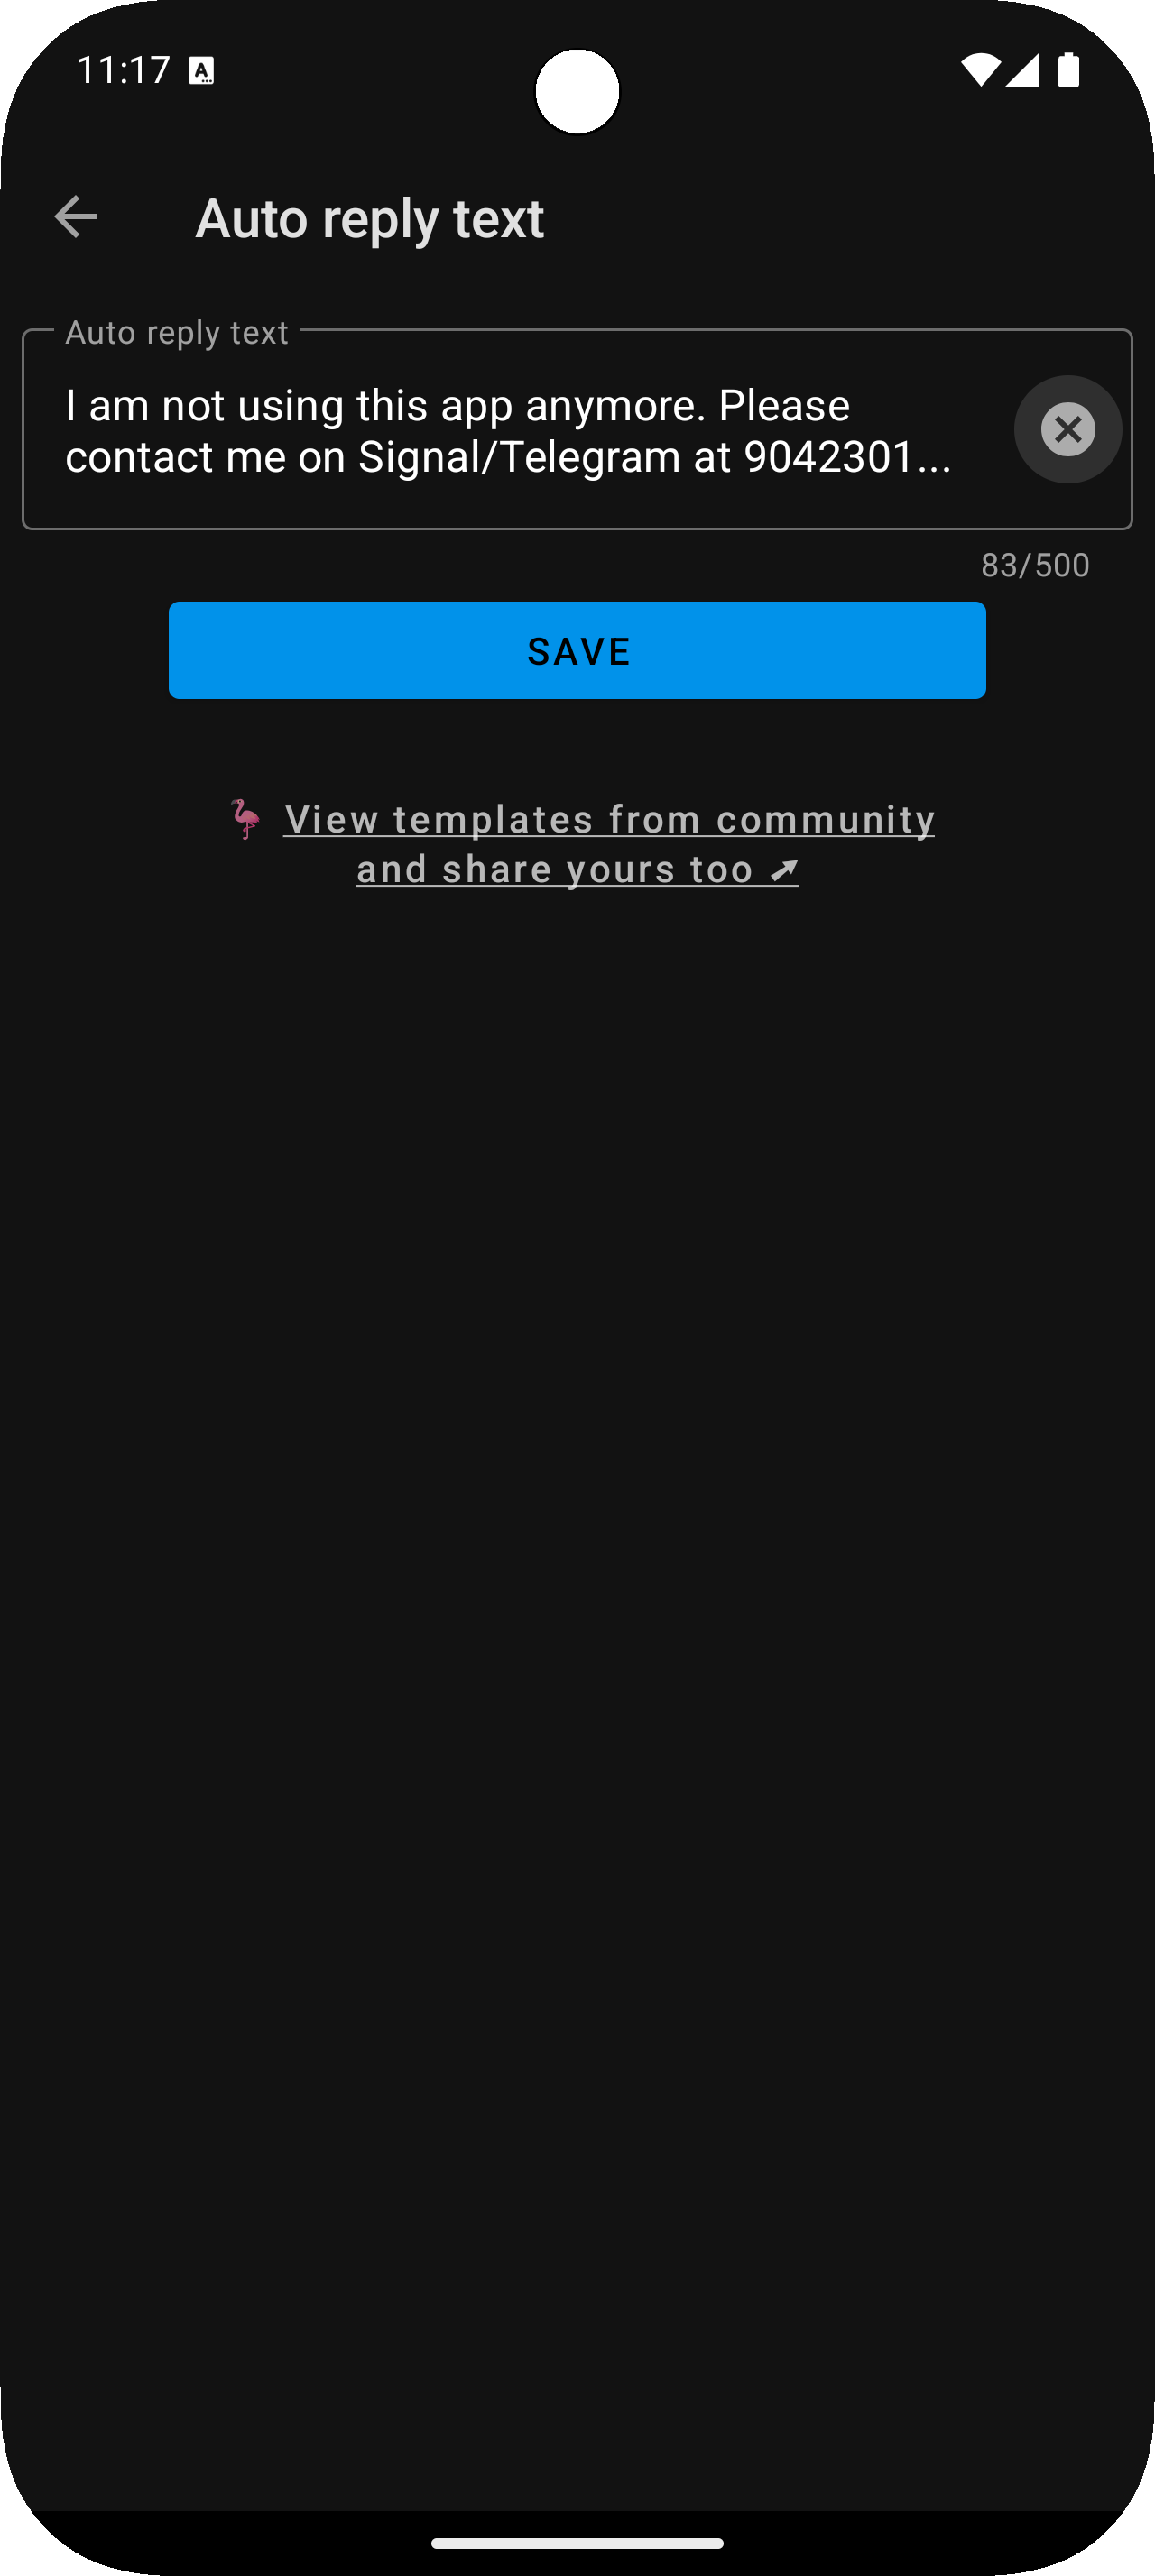 11:17
Auto reply text
Auto reply text
I am not using this app anymore. Please
contact me on Signal/Telegram at 9042301...
83/500
SAVE
🦩 View templates from community
and share yours too ➚